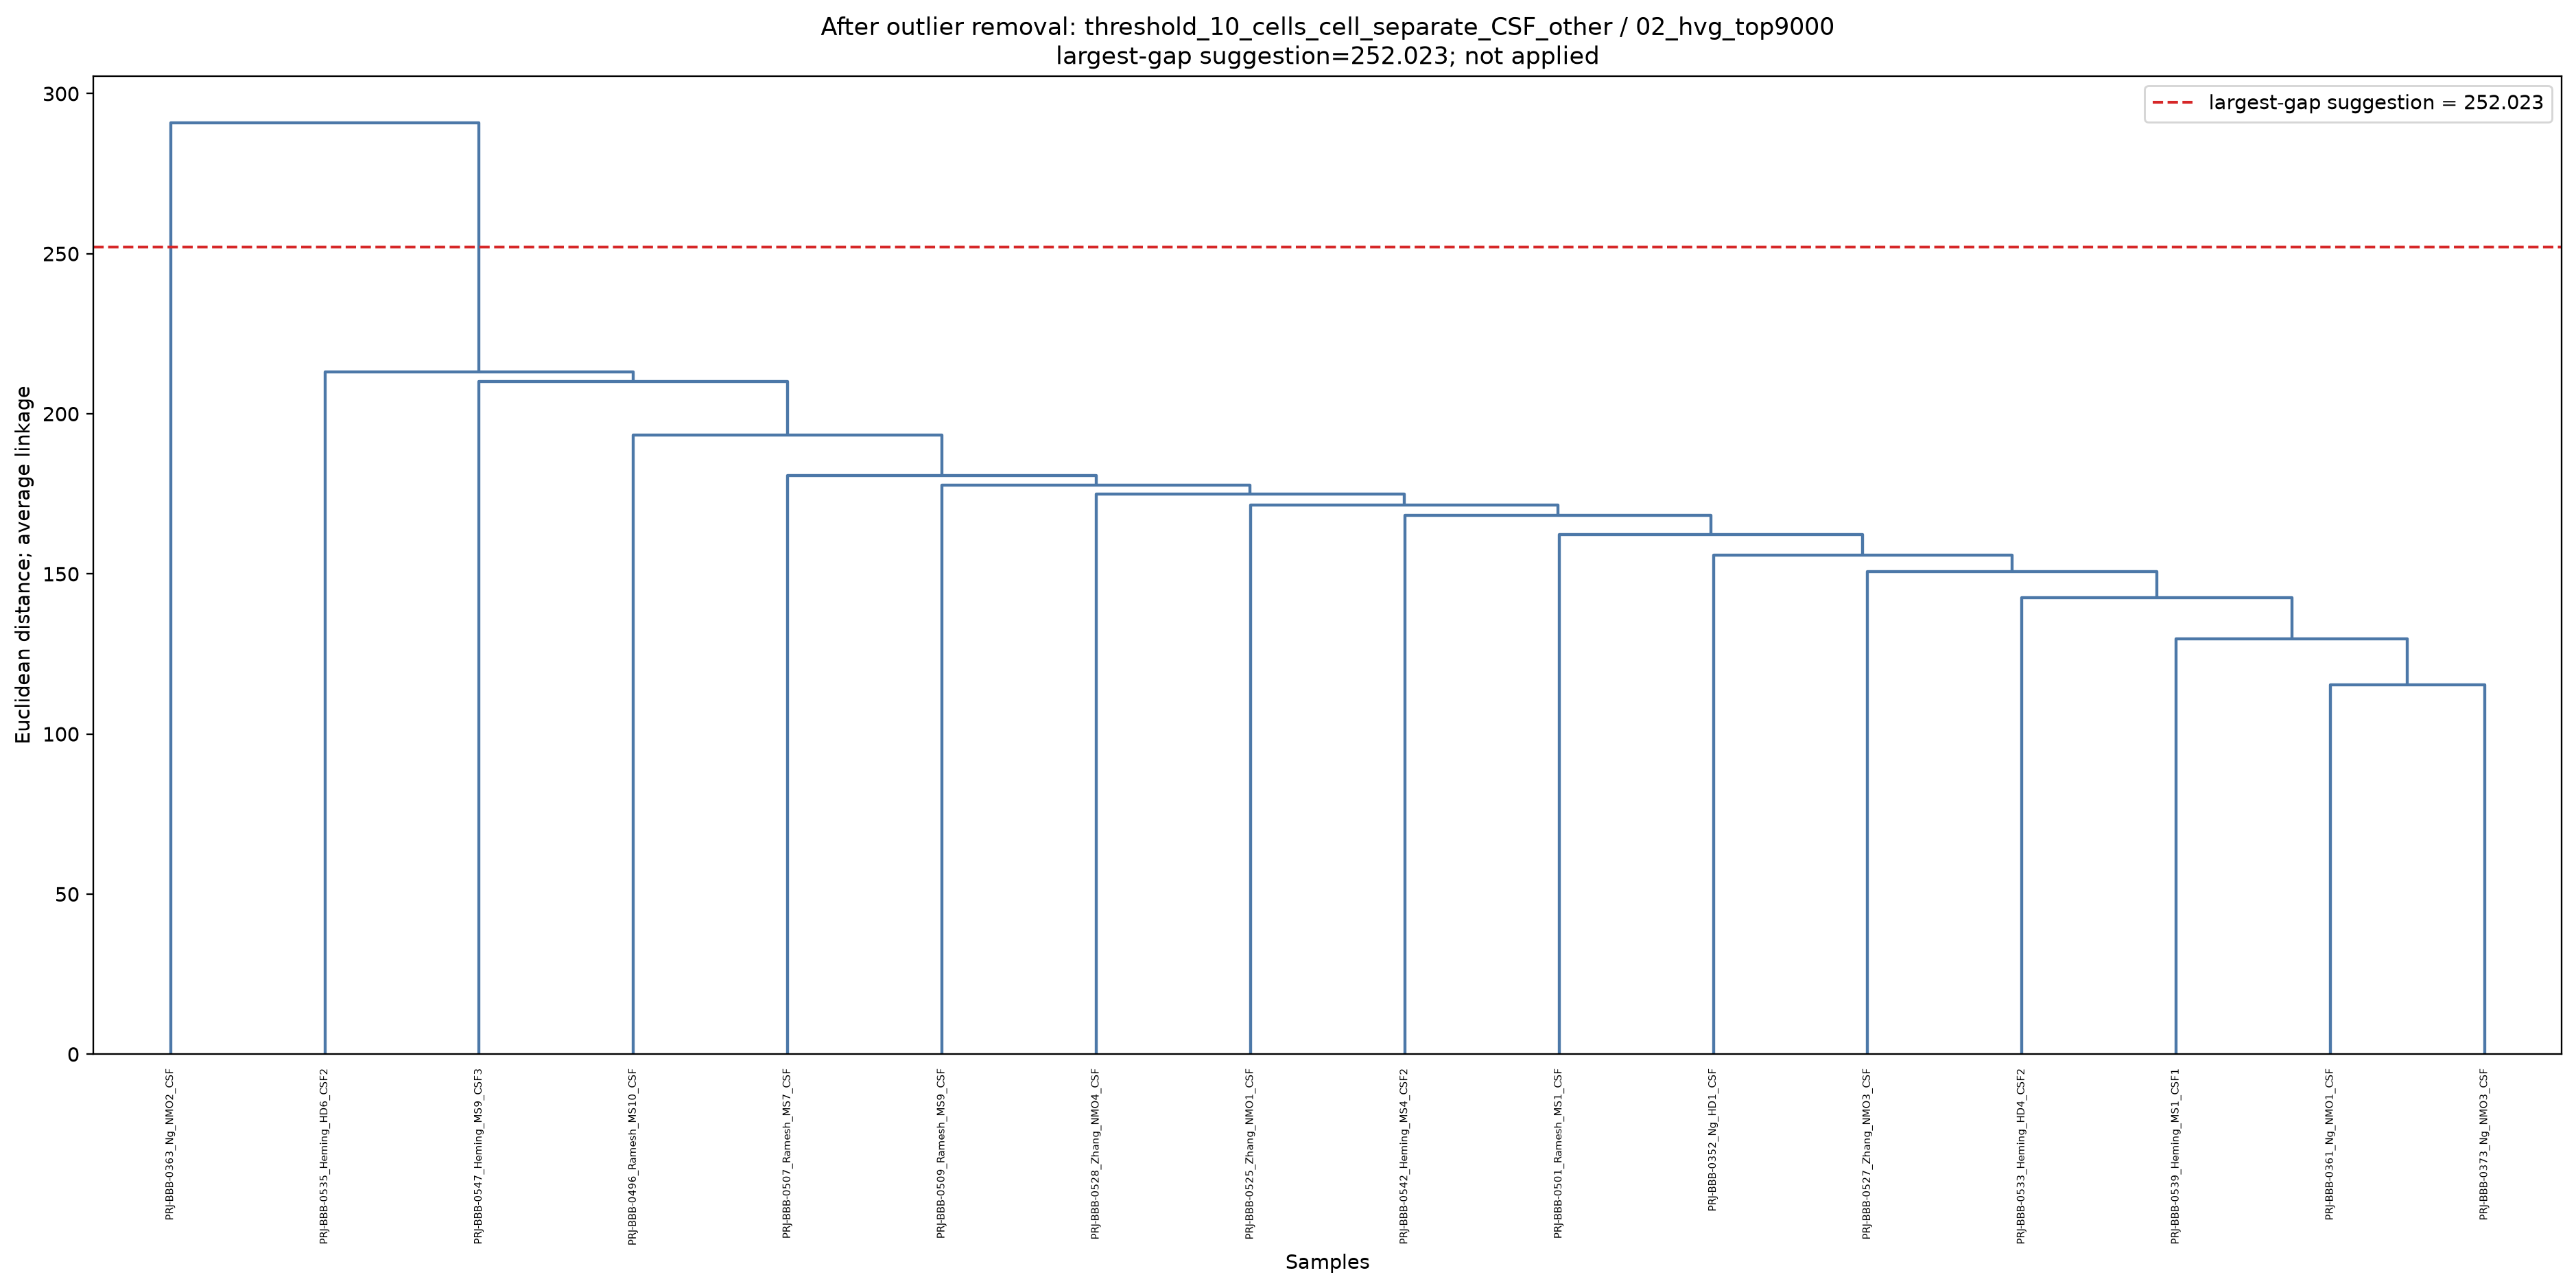 After outlier removal: threshold_10_cells_cell_separate_CSF_other / 02_hvg_top9000
largest-gap suggestion=252.023; not applied
largest-gap suggestion = 252.023
300
250
200
150
100
50
0
Euclidean distance; average linkage
PRJ-BBB-0363_Ng_NMO2_CSF
PRJ-BBB-0535_Heming_HD6_CSF2
PRJ-BBB-0547_Heming_MS9_CSF3
PRJ-BBB-0496_Ramesh_MS10_CSF
PRJ-BBB-0507_Ramesh_MS7_CSF
PRJ-BBB-0509_Ramesh_MS9_CSF
PRJ-BBB-0528_Zhang_NMO4_CSF
PRJ-BBB-0525_Zhang_NMO1_CSF
PRJ-BBB-0542_Heming_MS4_CSF2
PRJ-BBB-0501_Ramesh_MS1_CSF
PRJ-BBB-0352_Ng_HD1_CSF
PRJ-BBB-0527_Zhang_NMO3_CSF
PRJ-BBB-0533_Heming_HD4_CSF2
PRJ-BBB-0539_Heming_MS1_CSF1
PRJ-BBB-0361_Ng_NMO1_CSF
PRJ-BBB-0373_Ng_NMO3_CSF
Samples